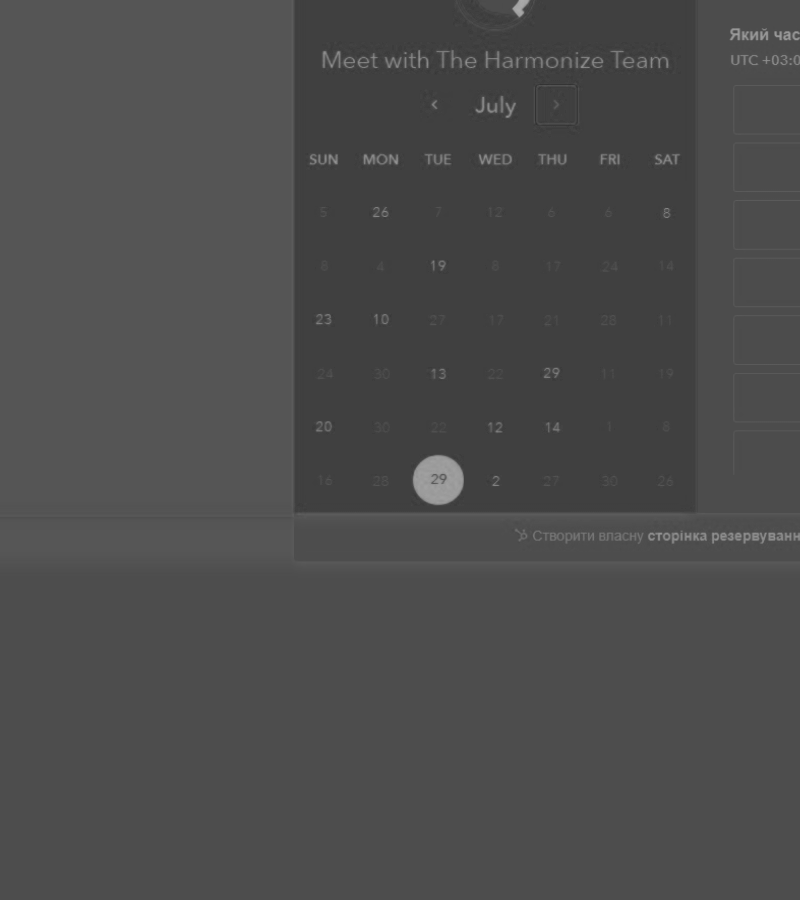 Meet with The Harmonize Team
July
SUN MON TUE WED THU FRI SAT
5 26 7 12 6 6 8
8 4 19 8 17 24 14
23 10 27 17 21 28 11
24 30 13 22 29 11 19
20 30 22 12 14 1 8
16 28 29 2 27 30 26
Який час
UTC +03:0
Створити власну сторінка резервуванн